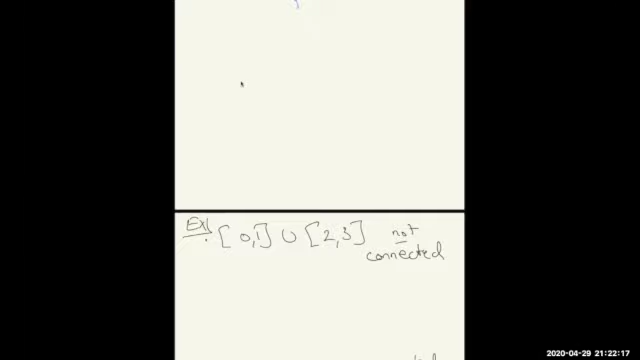 Ex). [0,1] ∪ [2,3] not
connected
2020-04-29 21:22:17